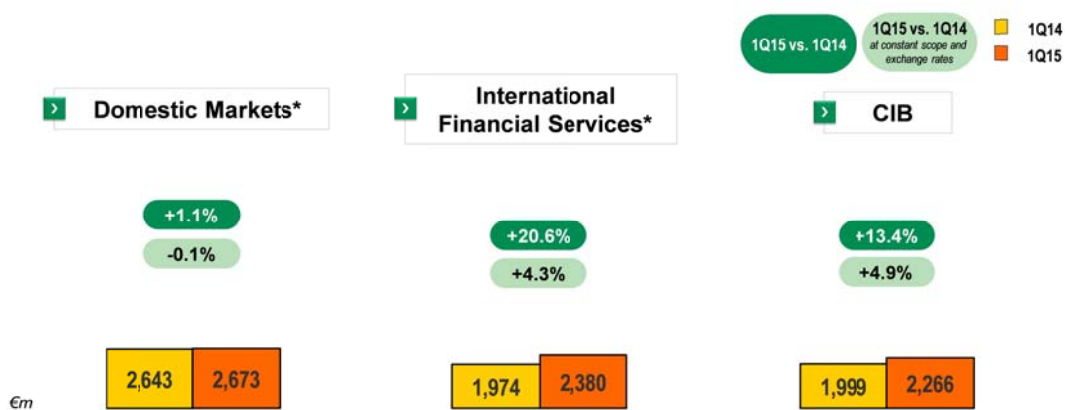 1Q15 vs. 1Q14
1Q15 vs. 1Q14
at constant scope and
exchange rates
1Q14
1Q15
Domestic Markets*
International
Financial Services*
CIB
+1.1%
-0.1%
+20.6%
+4.3%
+13.4%
+4.9%
2,643
2,673
1,974
2,380
1,999
2,266
€m